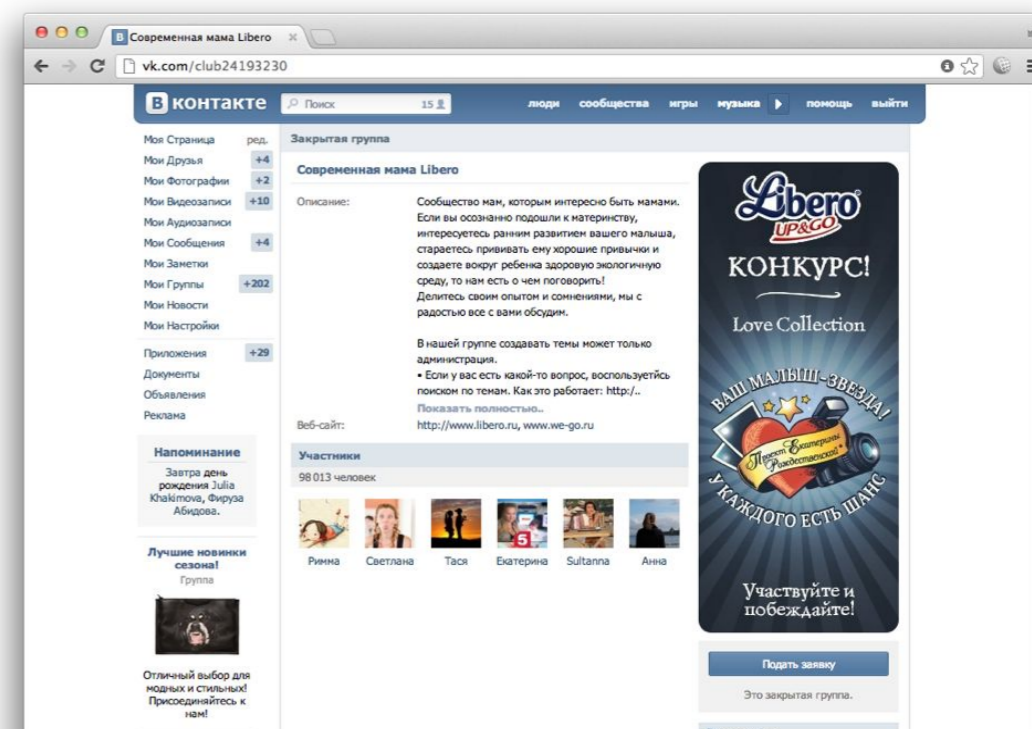 Современная мама Libero
vk.com/club24193230
В контакте
Поиск
15
люди сообщества игры музыка помощь выйти
Моя Страница ред.
Мои Друзья +4
Мои Фотографии +2
Мои Видеозаписи +10
Мои Аудиозаписи
Мои Сообщения +4
Мои Заметки
Мои Группы +202
Мои Новости
Мои Настройки
Приложения +29
Документы
Объявления
Реклама
Напоминание
Завтра день
рождения Julia
Khakimova, Фируза
Абидова.
Лучшие новинки
сезона!
Группа
Отличный выбор для
модных и стильных!
Присоединяйтесь к
нам!
Закрытая группа
Современная мама Libero
Описание:
Сообщество мам, которым интересно быть мамами.
Если вы осознанно подошли к материнству,
интересуетесь ранним развитием вашего малыша,
стараетесь прививать ему хорошие привычки и
создаете вокруг ребенка здоровую экологичную
среду, то нам есть о чем поговорить!
Делитесь своим опытом и сомнениями, мы с
радостью все с вами обсудим.
В нашей группе создавать темы может только
администрация.
• Если у вас есть какой-то вопрос, воспользуетйсь
поиском по темам. Как это работает: http:/..
Показать полностью..
Веб-сайт: http://www.libero.ru, www.we-go.ru
Участники
98 013 человек
5
Римма Светлана Тася Екатерина Sultanna Анна
Libero
UP&GO
КОНКУРС!
Love Collection
ВАШ МАЛЫШ-ЗВЕЗДА!
Проект Екатерины
Рождественской
У КАЖДОГО ЕСТЬ ШАНС
Участвуйте и
побеждайте!
Подать заявку
Это закрытая группа.